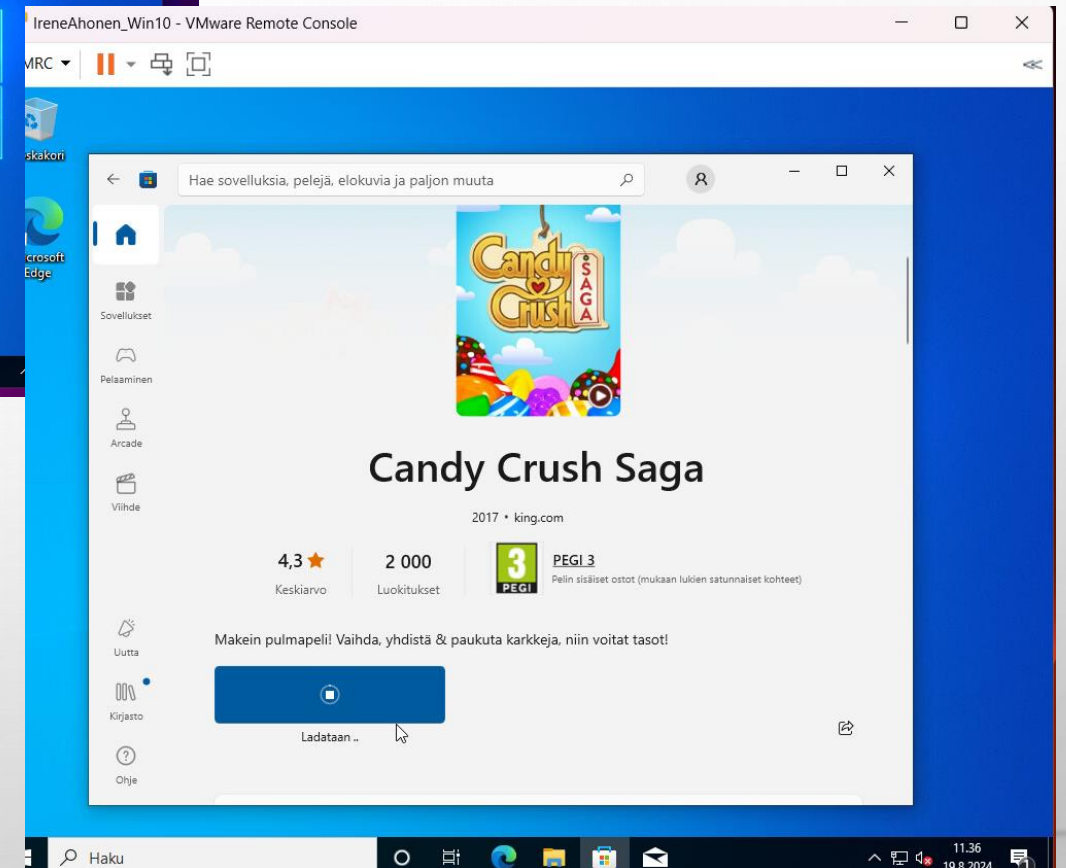 IreneAhonen_Win10 - VMware Remote Console
MRC
skakori
crosoft
Edge
Hae sovelluksia, pelejä, elokuvia ja paljon muuta
Sovellukset
Pelaaminen
Arcade
Viihde
Uutta
Kirjasto
Ohje
Candy
Crush
SAGA
Candy Crush Saga
2017 • king.com
4,3
Keskiarvo
2 000
Luokitukset
3
PEGI
PEGI 3
Pelin sisäiset ostot (mukaan lukien satunnaiset kohteet)
Makein pulmapeli! Vaihda, yhdistä & paukuta karkkeja, niin voitat tasot!
Ladataan ..
Haku
11.36
19.8.2024
1